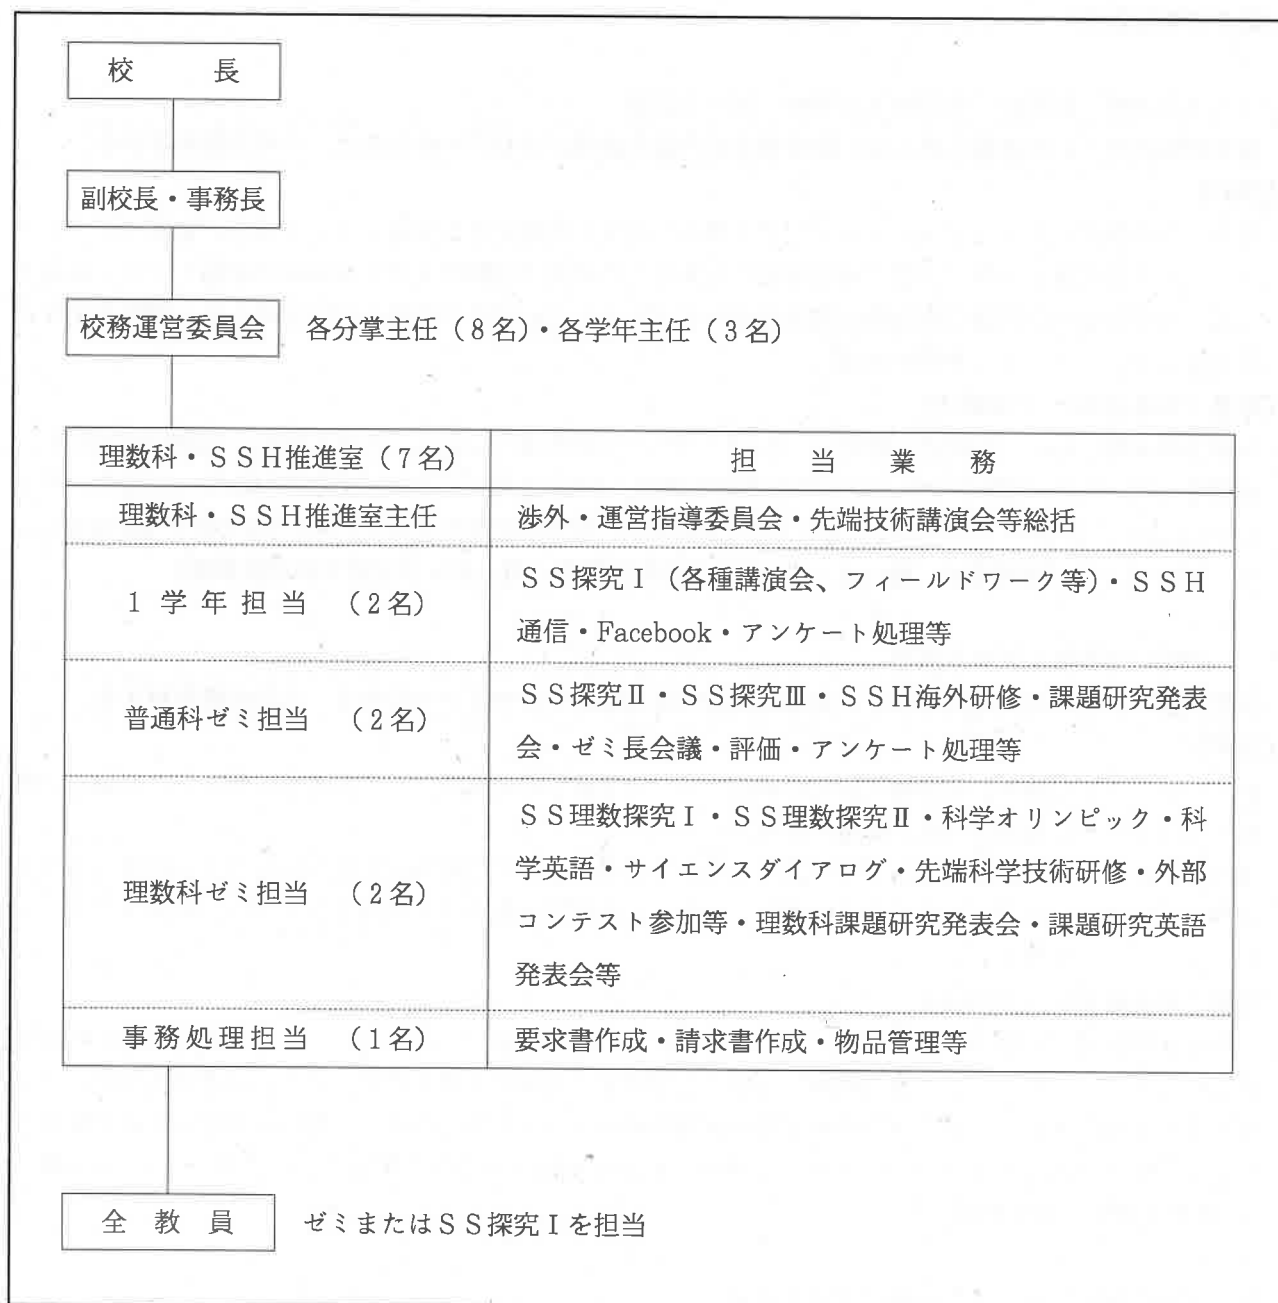 校　長
副校長・事務長
校務運営委員会　各分掌主任（8名）・各学年主任（3名）
理数科・ＳＳＨ推進室（7名）　担　当　業　務
理数科・ＳＳＨ推進室主任　渉外・運営指導委員会・先端技術講演会等総括
1学年担当　（2名）　ＳＳ探究Ⅰ（各種講演会、フィールドワーク等）・ＳＳＨ
通信・Facebook・アンケート処理等
普通科ゼミ担当　（2名）　ＳＳ探究Ⅱ・ＳＳ探究Ⅲ・ＳＳＨ海外研修・課題研究発表
会・ゼミ長会議・評価・アンケート処理等
理数科ゼミ担当　（2名）　ＳＳ理数探究Ⅰ・ＳＳ理数探究Ⅱ・科学オリンピック・科
学英語・サイエンスダイアログ・先端科学技術研修・外部
コンテスト参加等・理数科課題研究発表会・課題研究英語
発表会等
事務処理担当　（1名）　要求書作成・請求書作成・物品管理等
全　教　員　ゼミまたはＳＳ探究Ⅰを担当